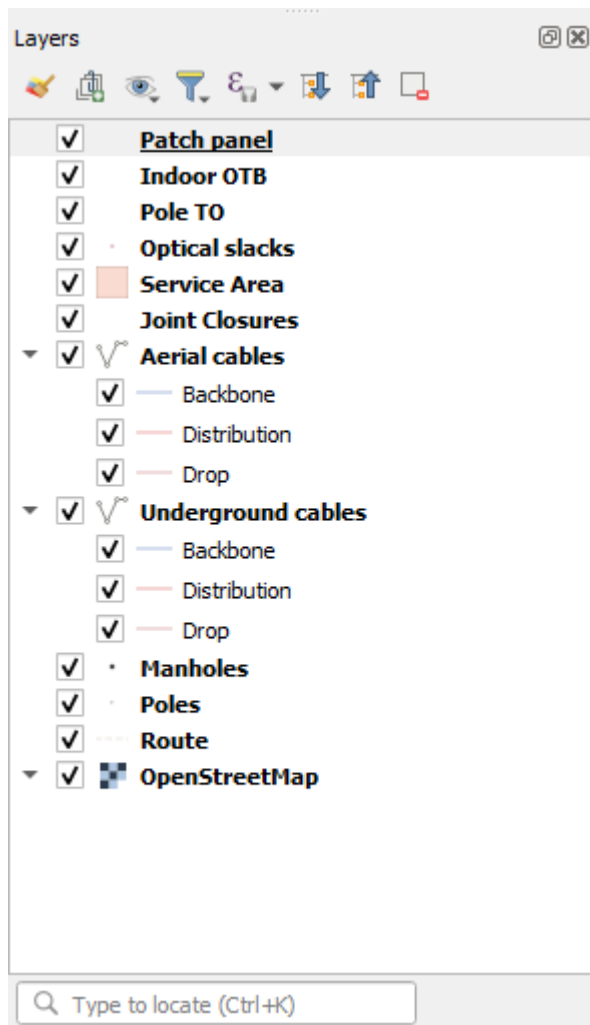 Layers
Patch panel
Indoor OTB
Pole TO
Optical slacks
Service Area
Joint Closures
Aerial cables
Backbone
Distribution
Drop
Underground cables
Backbone
Distribution
Drop
Manholes
Poles
Route
OpenStreetMap
Type to locate (Ctrl+K)